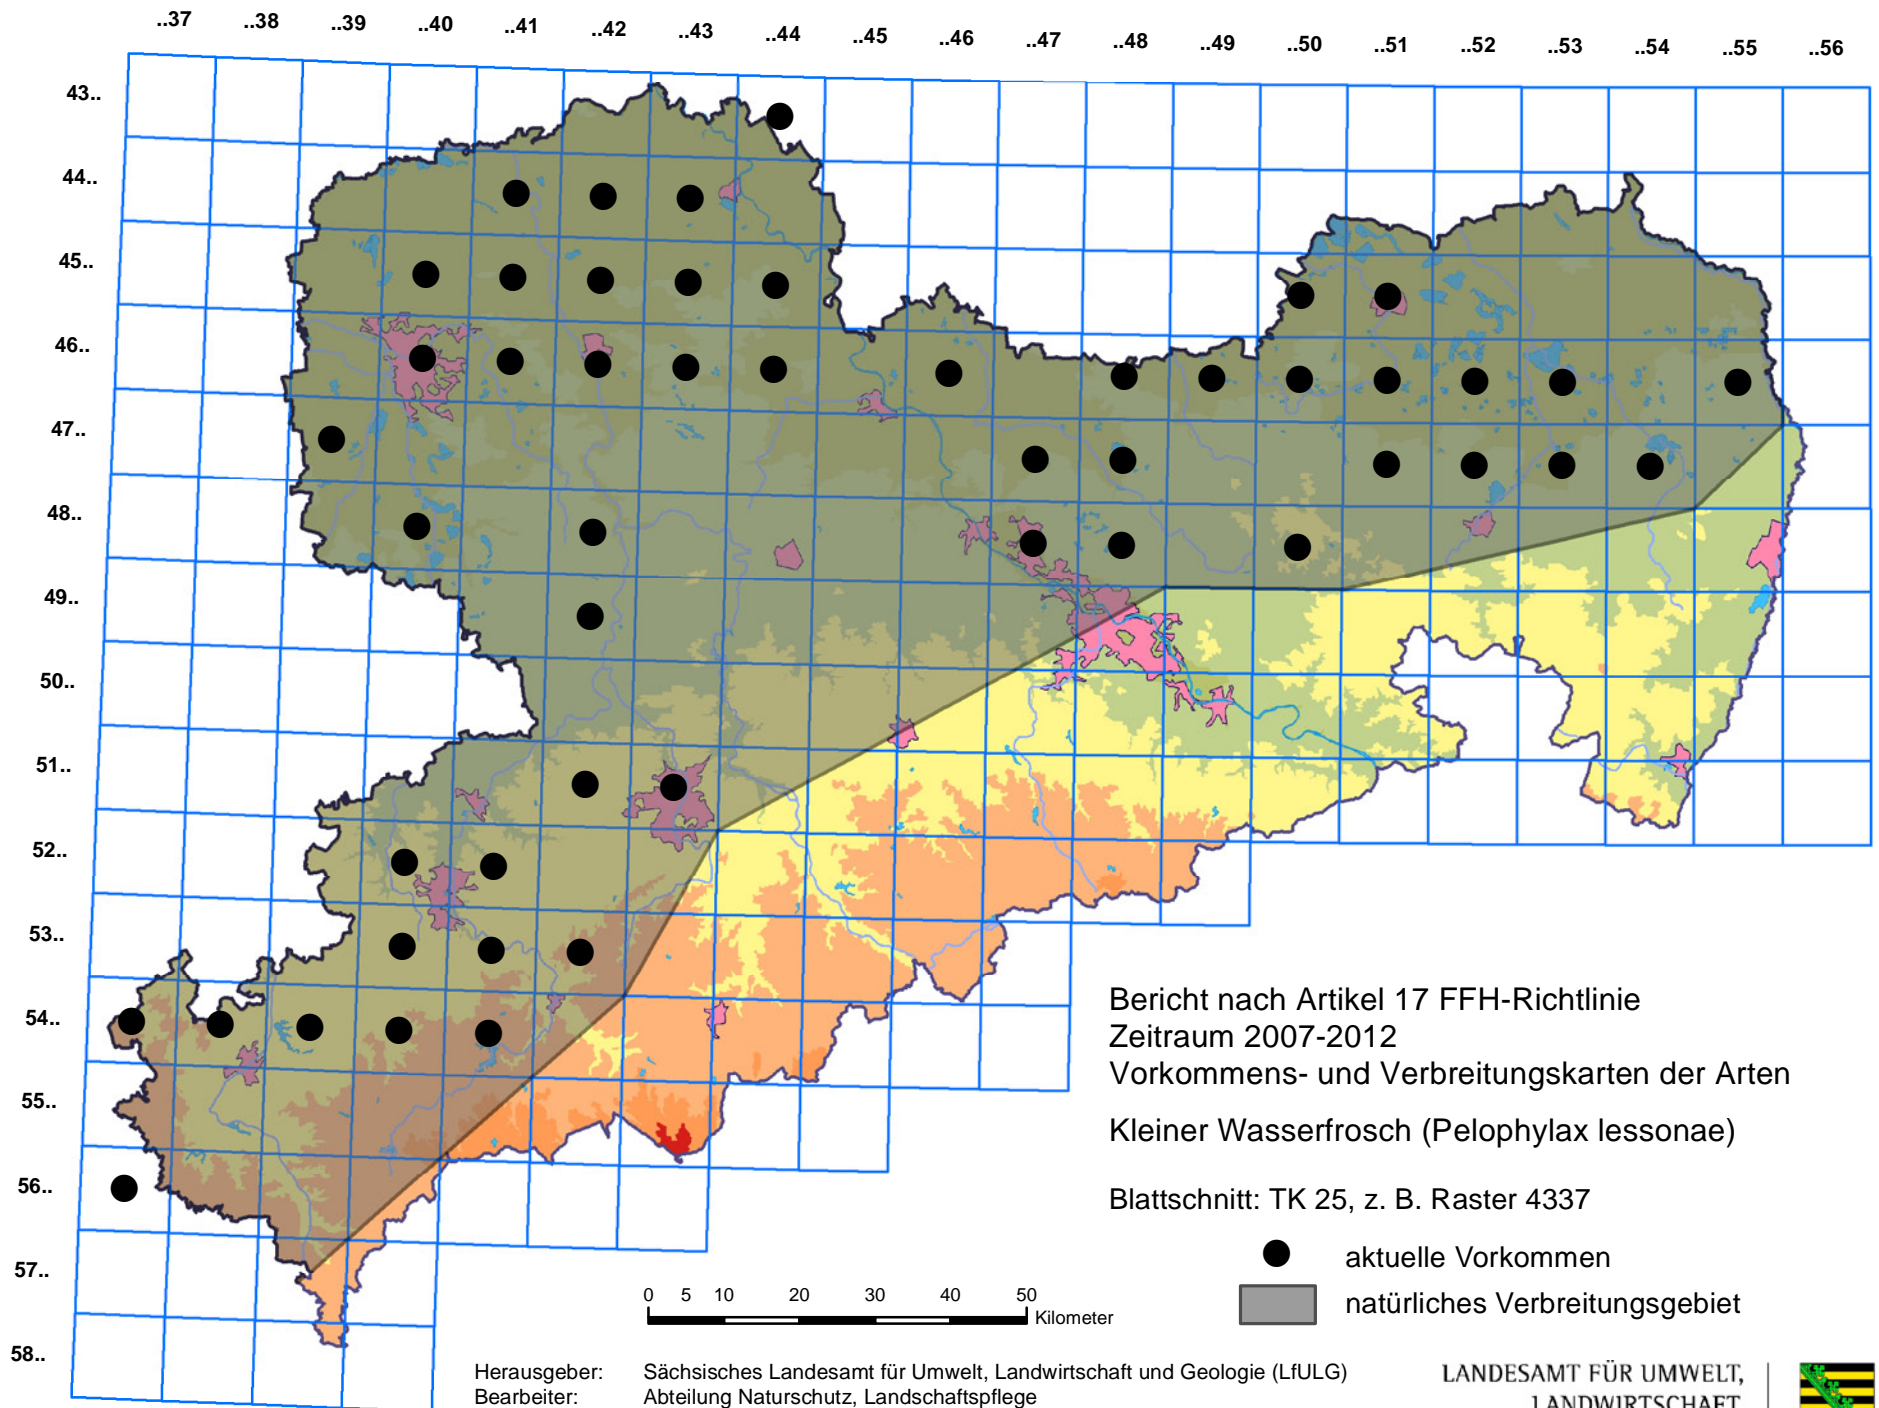 ..37 ..38 ..39 ..40 ..41 ..42 ..43 ..44 ..45 ..46 ..47 ..48 ..49 ..50 ..51 ..52 ..53 ..54 ..55 ..56
43..
44..
45..
46..
47..
48..
49..
50..
51..
52..
53..
54..
55..
56..
57..
58..
Bericht nach Artikel 17 FFH-Richtlinie
Zeitraum 2007-2012
Vorkommens- und Verbreitungskarten der Arten
Kleiner Wasserfrosch (Pelophylax lessonae)
Blattschnitt: TK 25, z. B. Raster 4337
aktuelle Vorkommen
natürliches Verbreitungsgebiet
0 5 10 20 30 40 50
Kilometer
Herausgeber: Sächsisches Landesamt für Umwelt, Landwirtschaft und Geologie (LfULG)
Bearbeiter: Abteilung Naturschutz, Landschaftspflege
LANDESAMT FÜR UMWELT,
LANDWIRTSCHAFT